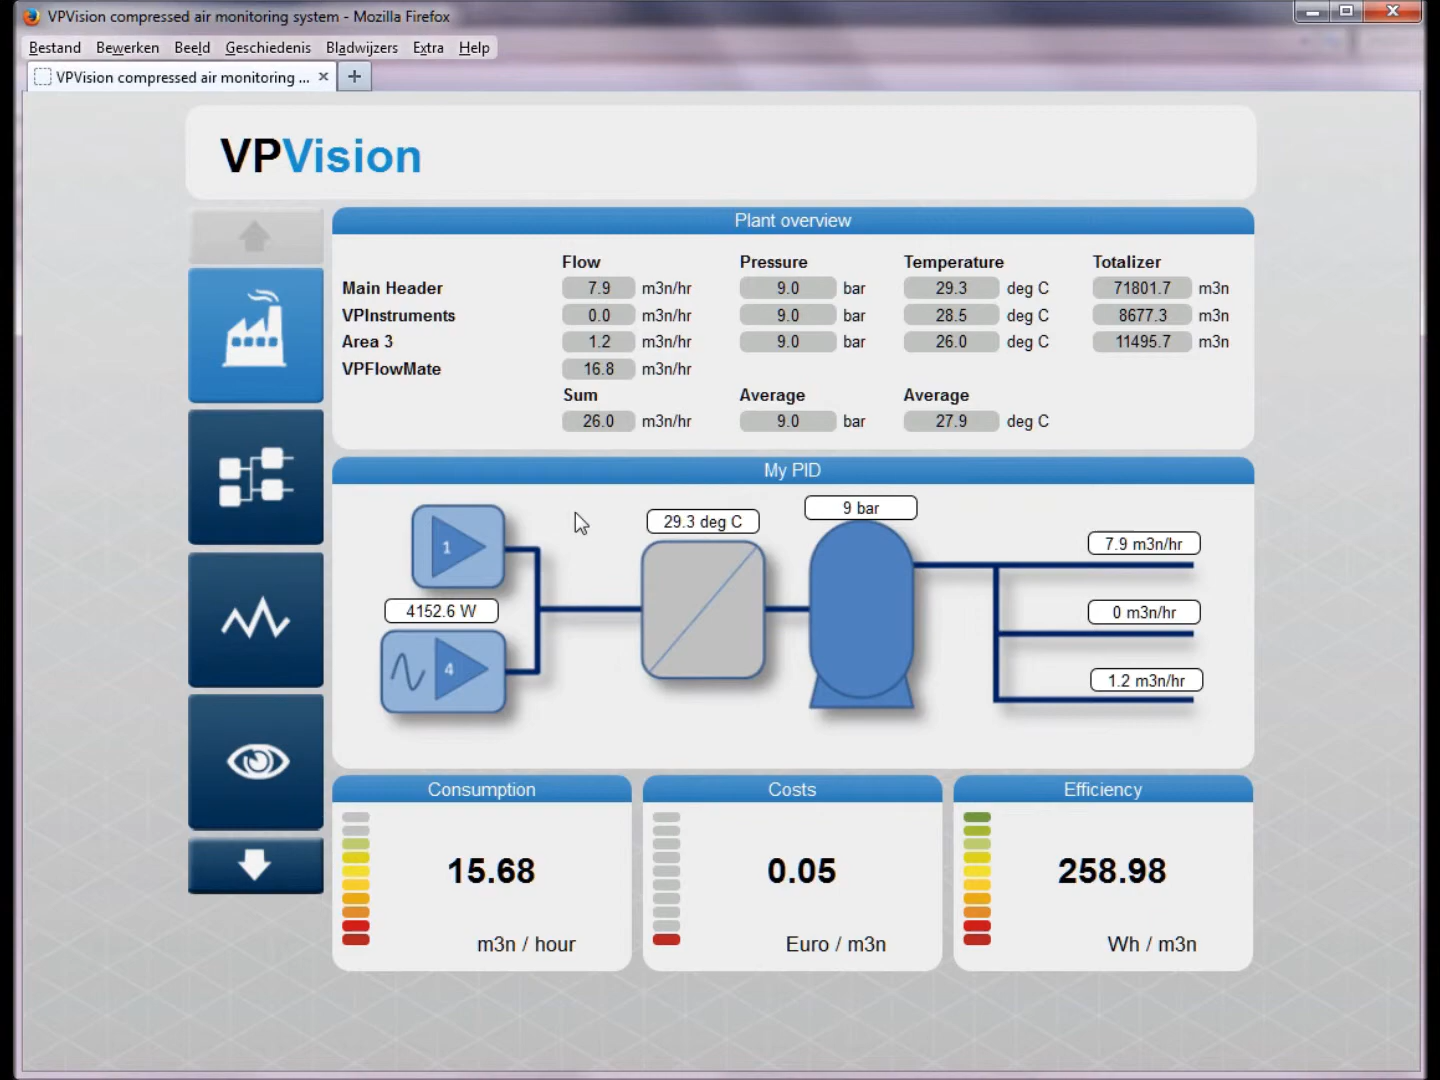 VPVision compressed air monitoring system - Mozilla Firefox
Bestand Bewerken Beeld Geschiedenis Bladwijzers Extra Help
VPVision compressed air monitoring ... × +
VPVision
Plant overview
Flow Pressure Temperature Totalizer
Main Header 7.9 m3n/hr 9.0 bar 29.3 deg C 71801.7 m3n
VPInstruments 0.0 m3n/hr 9.0 bar 28.5 deg C 8677.3 m3n
Area 3 1.2 m3n/hr 9.0 bar 26.0 deg C 11495.7 m3n
VPFlowMate 16.8 m3n/hr
Sum Average Average
26.0 m3n/hr 9.0 bar 27.9 deg C
My PID
9 bar
29.3 deg C
1
7.9 m3n/hr
4152.6 W
0 m3n/hr
4
1.2 m3n/hr
Consumption Costs Efficiency
15.68 0.05 258.98
m3n / hour Euro / m3n Wh / m3n